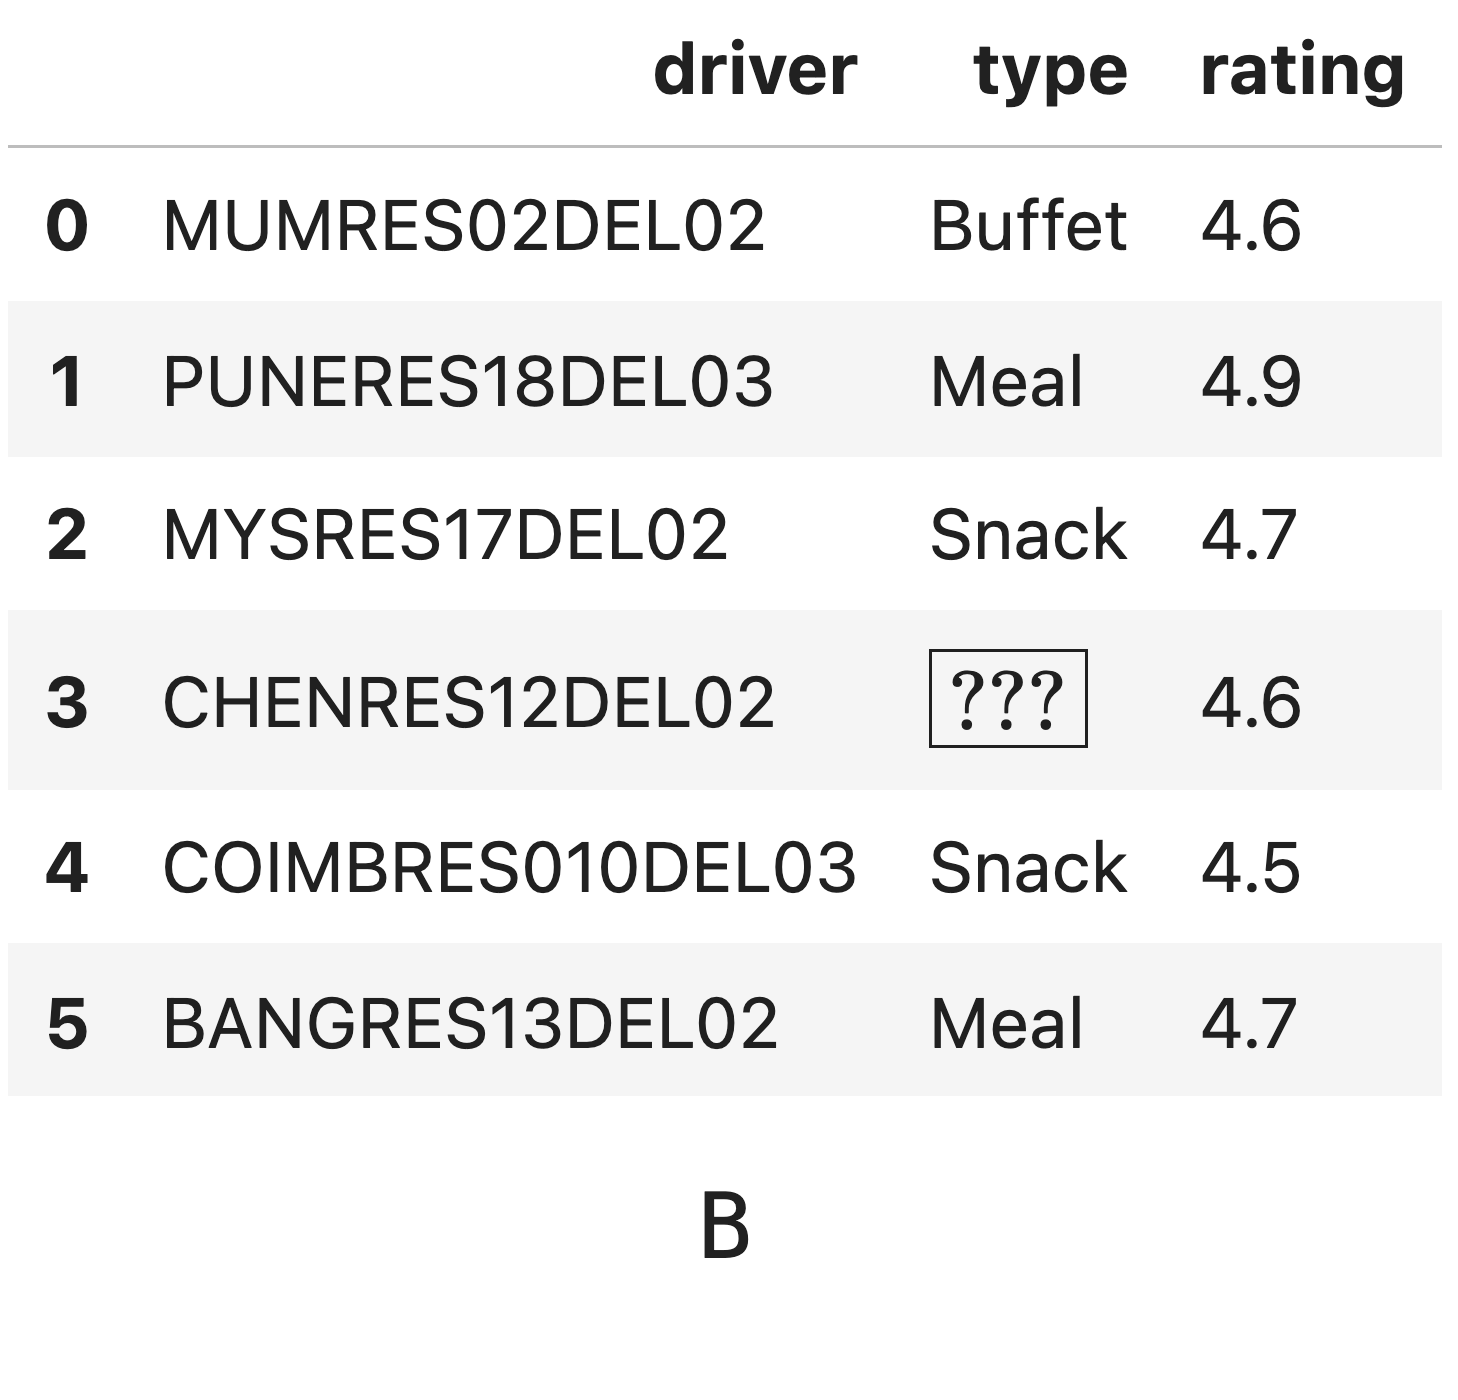 driver type rating
0 MUMRES02DEL02 Buffet 4.6
1 PUNERES18DEL03 Meal 4.9
2 MYSRES17DEL02 Snack 4.7
3 CHENRES12DEL02 ??? 4.6
4 COIMBRES010DEL03 Snack 4.5
5 BANGRES13DEL02 Meal 4.7
B